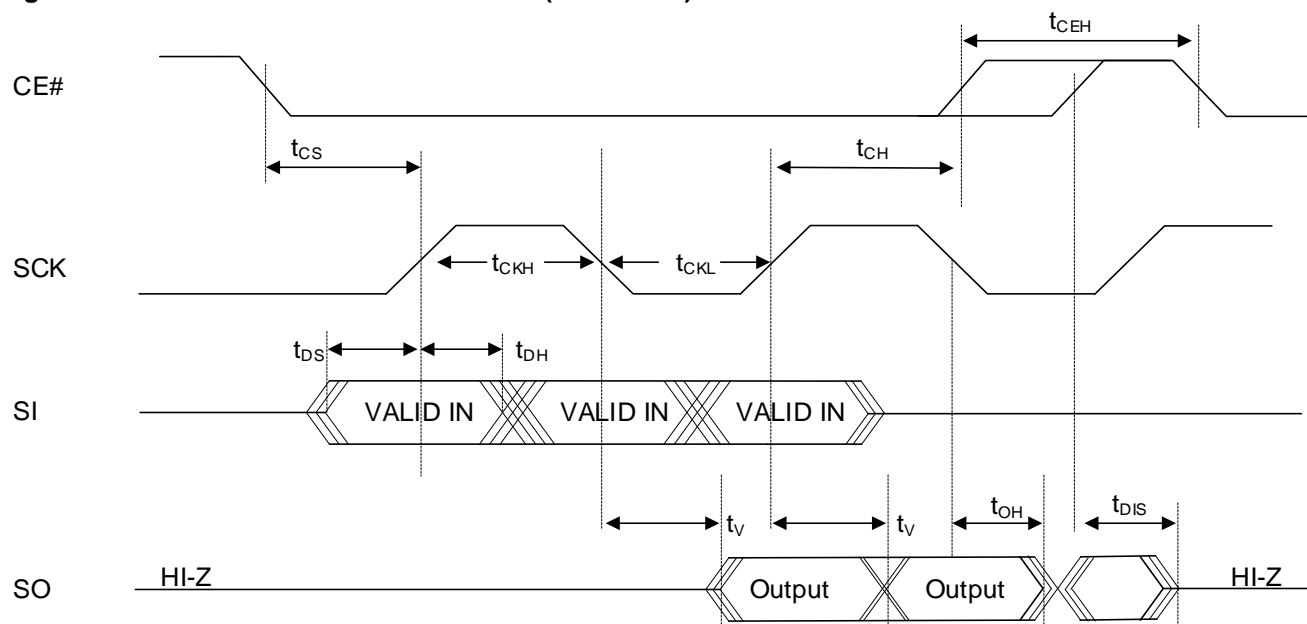 tCEH
CE#
tCS
tCH
SCK
tCKH
tCKL
tDS
tDH
SI
VALID IN
VALID IN
VALID IN
tV
tV
tOH
tDIS
SO
HI-Z
Output
Output
HI-Z